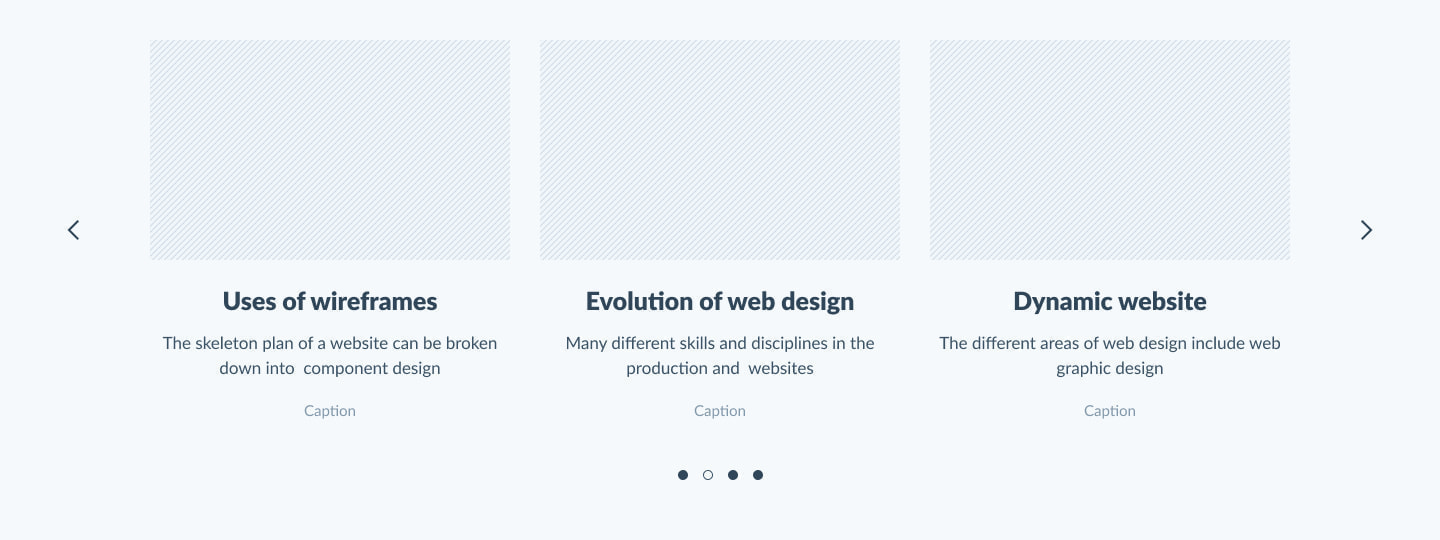 Uses of wireframes
The skeleton plan of a website can be broken
down into  component design
Caption
Evolution of web design
Many different skills and disciplines in the
production and  websites
Caption
Dynamic website
The different areas of web design include web
graphic design
Caption